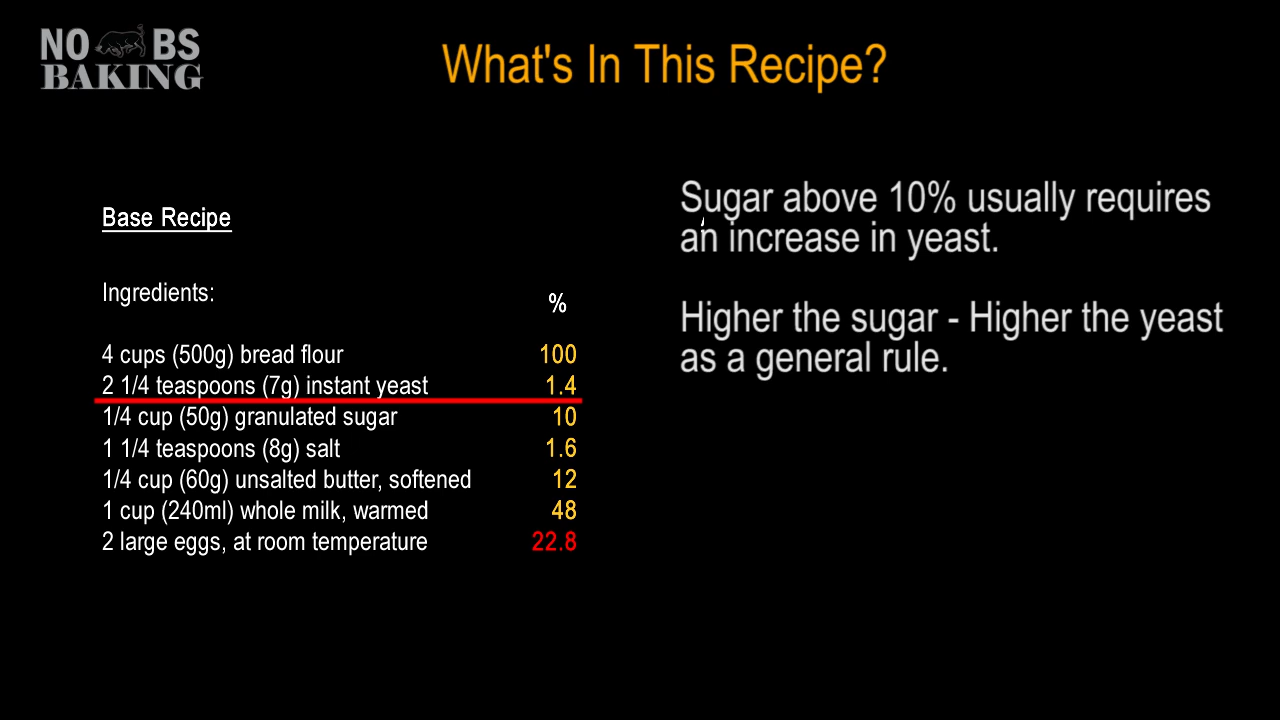 NO BS
BAKING
What's In This Recipe?
Base Recipe
Ingredients:
%
4 cups (500g) bread flour 100
2 1/4 teaspoons (7g) instant yeast 1.4
1/4 cup (50g) granulated sugar 10
1 1/4 teaspoons (8g) salt 1.6
1/4 cup (60g) unsalted butter, softened 12
1 cup (240ml) whole milk, warmed 48
2 large eggs, at room temperature 22.8
Sugar above 10% usually requires
an increase in yeast.
Higher the sugar - Higher the yeast
as a general rule.